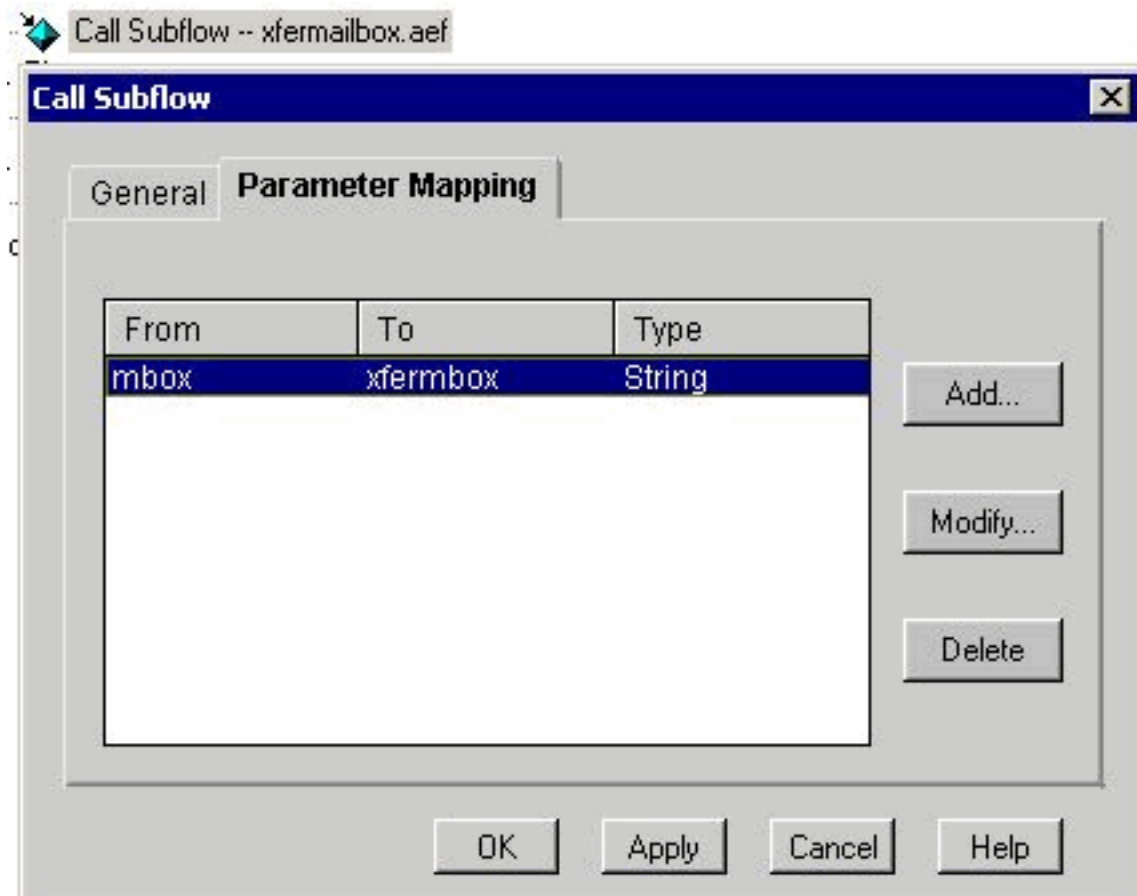 Call Subflow -- xfermailbox.aef
Call Subflow
General Parameter Mapping
From To Type
mbox xfermbox String
Add...
Modify...
Delete
OK Apply Cancel Help